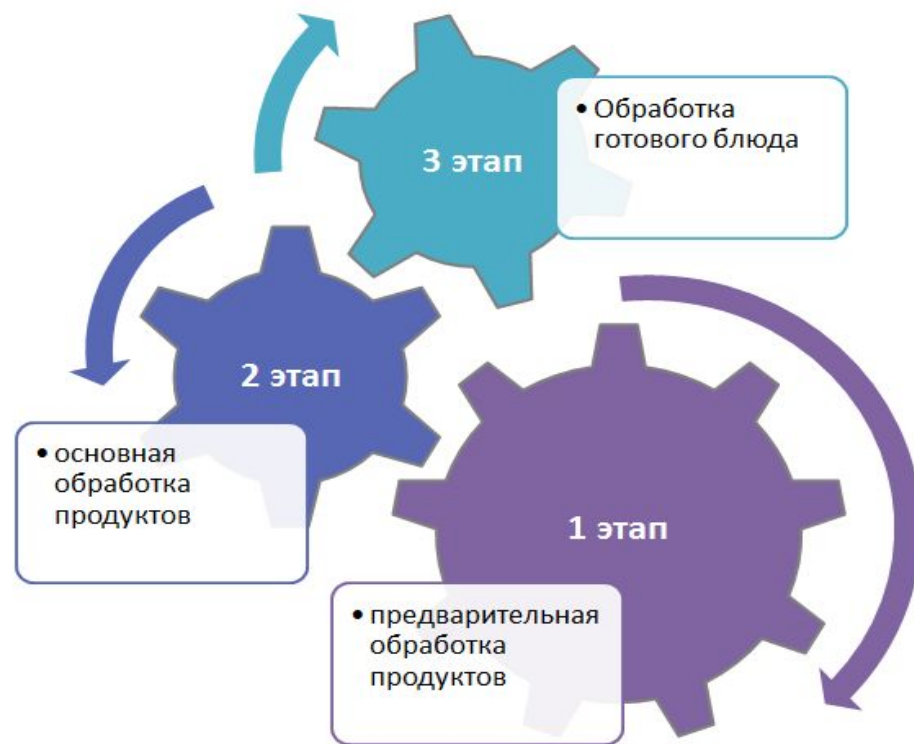 3 этап
• Обработка
готового блюда
2 этап
• основная
обработка
продуктов
1 этап
• предварительная
обработка
продуктов